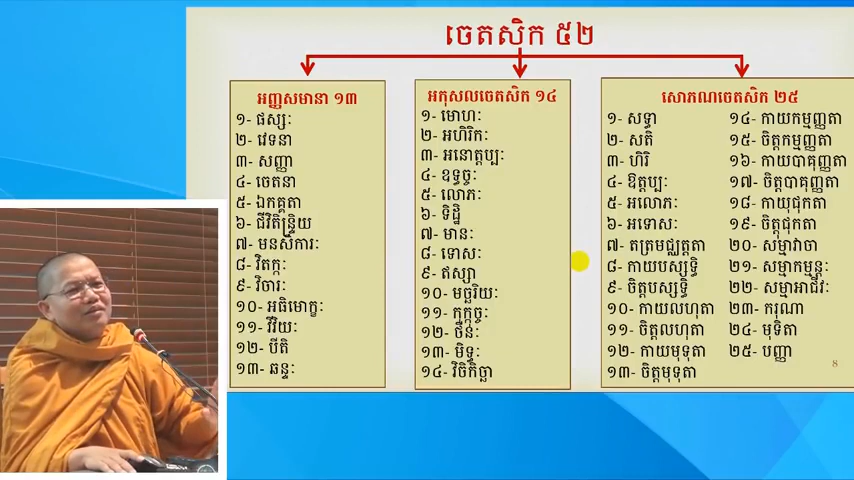 ចេតសិក ៥២
អញ្ញសមានា ១៣
១- ផស្សៈ
២- វេទនា
៣- សញ្ញា
៤- ចេតនា
៥- ឯកគ្គតា
៦- ជីវិតិន្ទ្រិយ
៧- មនសិការៈ
៨- វិតក្កៈ
៩- វិចារៈ
១០- អធិមោក្ខៈ
១១- វីរិយៈ
១២- បីតិ
១៣- ឆន្ទៈ
អកុសលចេតសិក ១៤
១- មោហៈ
២- អហិរិកៈ
៣- អនោត្តប្បៈ
៤- ឧទ្ធច្ចៈ
៥- លោភៈ
៦- ទិដ្ឋិ
៧- មានៈ
៨- ទោសៈ
៩- ឥស្សា
១០- មច្ឆរិយៈ
១១- កុក្កុច្ចៈ
១២- ថីនៈ
១៣- មិទ្ធៈ
១៤- វិចិកិច្ឆា
សោភណចេតសិក ២៥
១- សទ្ធា
២- សតិ
៣- ហិរិ
៤- ឱត្តប្បៈ
៥- អលោភៈ
៦- អទោសៈ
៧- តត្រមជ្ឈត្តតា
៨- កាយបស្សទ្ធិ
៩- ចិត្តបស្សទ្ធិ
១០- កាយលហុតា
១១- ចិត្តលហុតា
១២- កាយមុទុតា
១៣- ចិត្តមុទុតា
១៤- កាយកម្មញ្ញតា
១៥- ចិត្តកម្មញ្ញតា
១៦- កាយបាគុញ្ញតា
១៧- ចិត្តបាគុញ្ញតា
១៨- កាយុជុកតា
១៩- ចិត្តុជុកតា
២០- សម្មាវាចា
២១- សម្មាកម្មន្តៈ
២២- សម្មាអាជីវៈ
២៣- ករុណា
២៤- មុទិតា
២៥- បញ្ញា
8